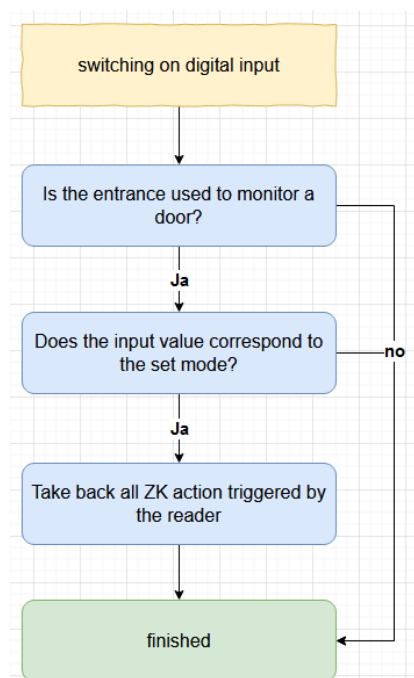 switching on digital input
Is the entrance used to monitor a
door?
Ja
Does the input value correspond to
the set mode?
no
Ja
Take back all ZK action triggered by
the reader
finished